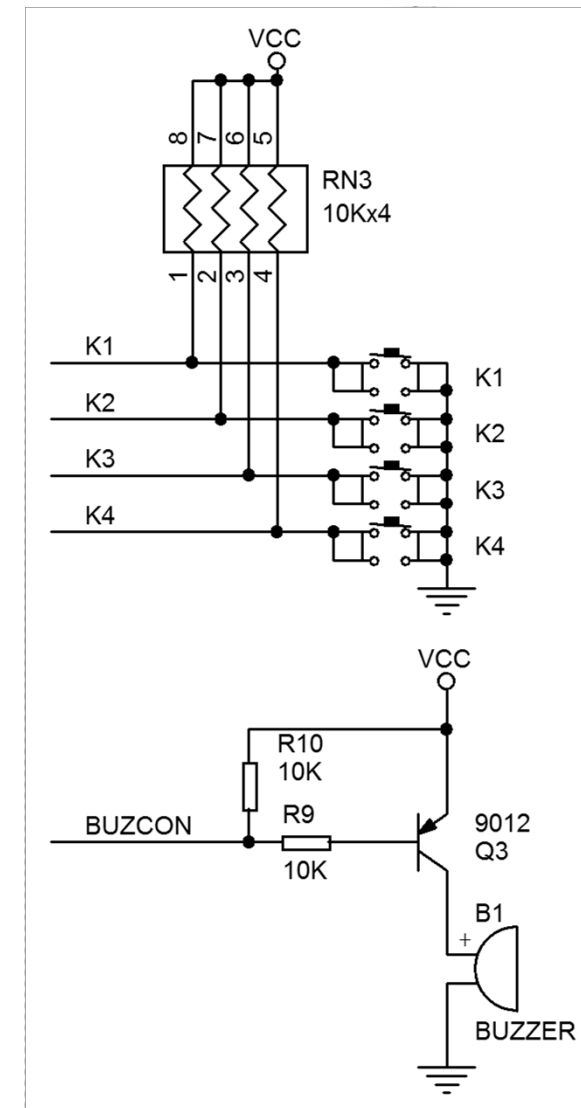 VCC
8
7
6
5
RN3
10Kx4
1
2
3
4
K1
K1
K2
K2
K3
K3
K4
K4
VCC
R10
10K
R9
BUZCON
10K
9012
Q3
B1
+
BUZZER